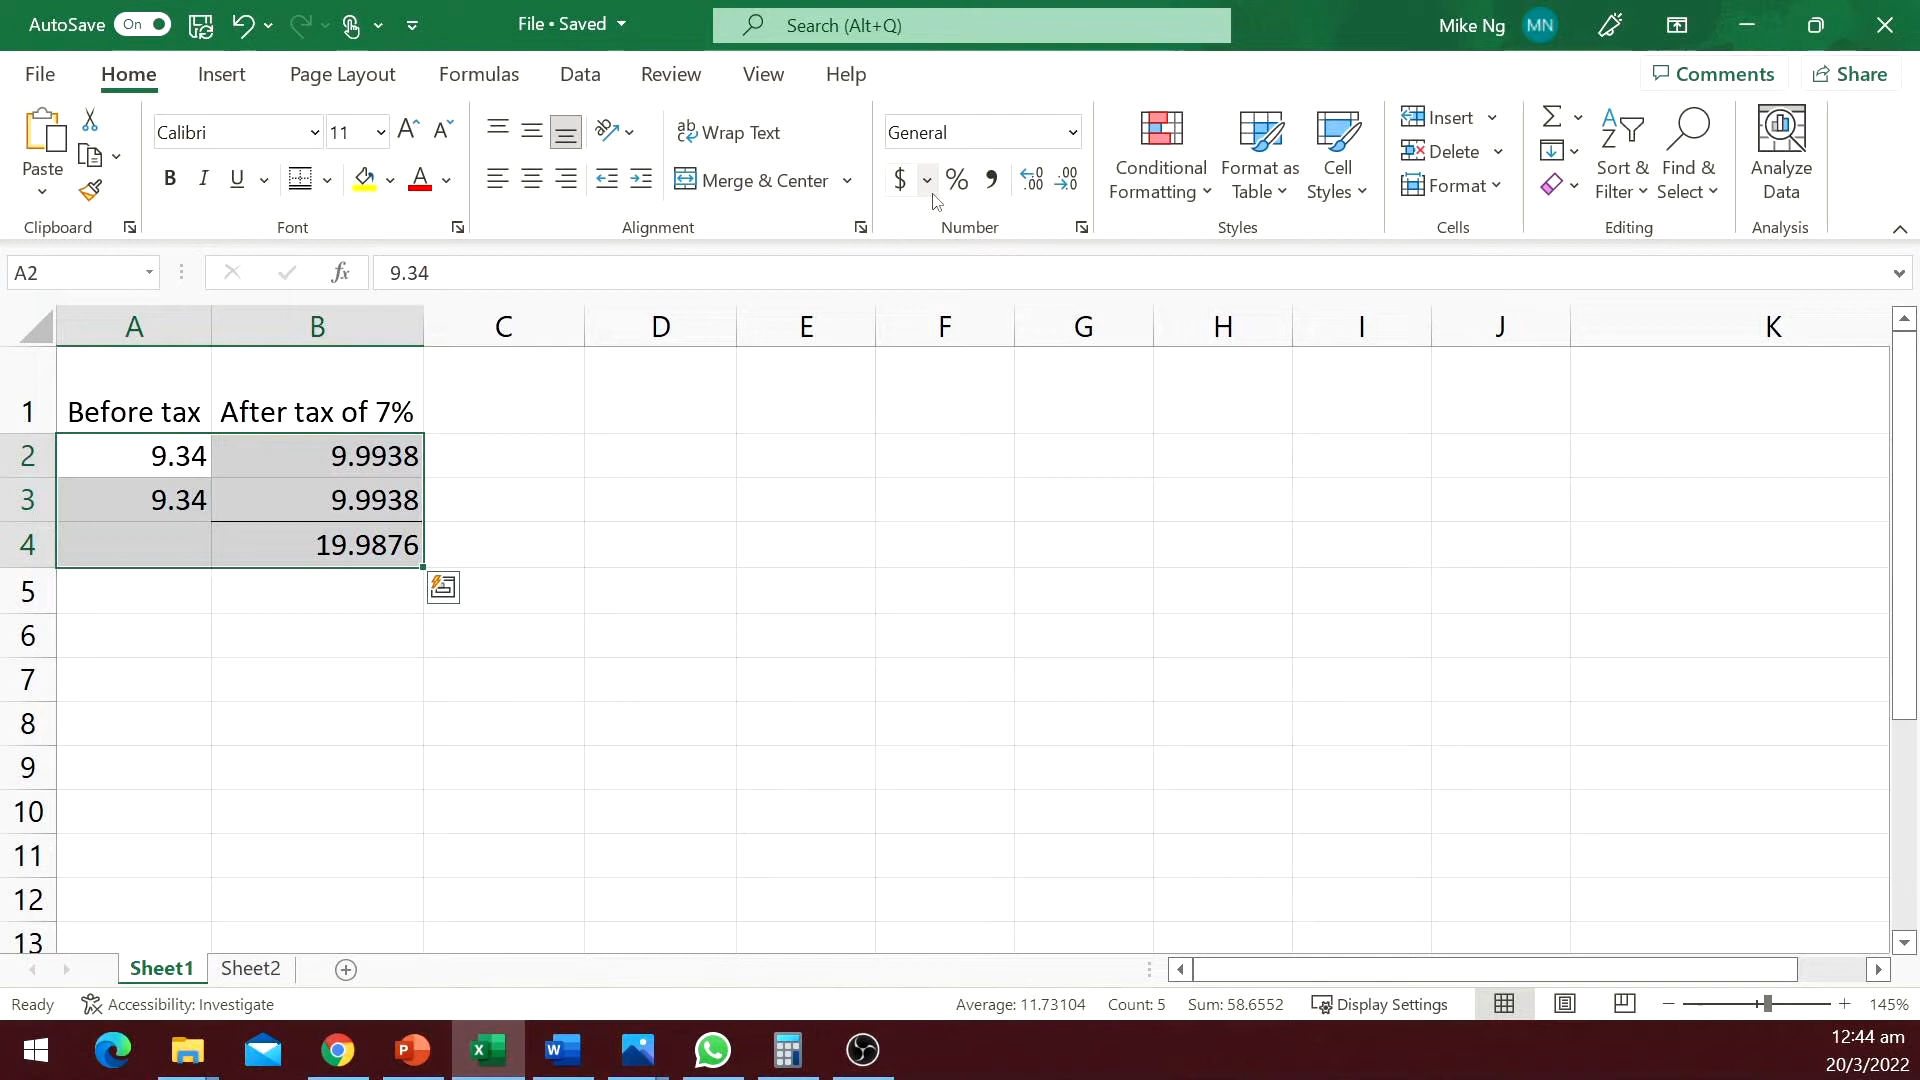 AutoSave On File • Saved Search (Alt+Q) Mike Ng MN
File Home Insert Page Layout Formulas Data Review View Help Comments Share
Paste
Calibri 11
B I U A
ab Wrap Text
Merge & Center
General
$ % ,
Conditional Formatting
Format as Table
Cell Styles
Insert
Delete
Format
Sort & Filter
Find & Select
Analyze Data
Clipboard Font Alignment Number Styles Cells Editing Analysis
A2 fx 9.34
A B C D E F G H I J K
1 Before tax After tax of 7%
2 9.34 9.9938
3 9.34 9.9938
4 19.9876
5
6
7
8
9
10
11
12
13
Sheet1 Sheet2
Ready Accessibility: Investigate Average: 11.73104 Count: 5 Sum: 58.6552 Display Settings 145%
12:44 am
20/3/2022